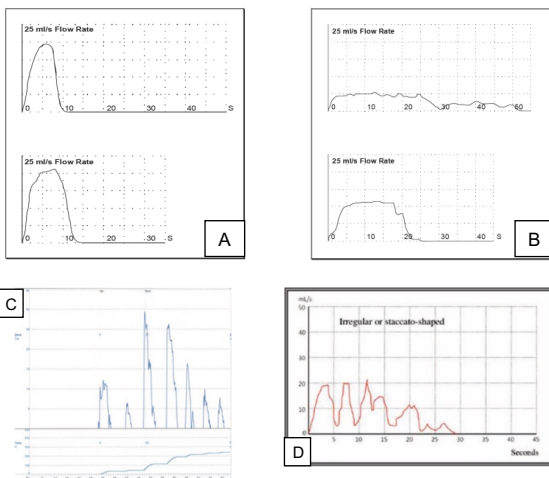 25 ml/s Flow Rate
0 10 20 30 40 S
25 ml/s Flow Rate
0 10 20 30 S
A
25 ml/s Flow Rate
0 10 20 30 40 50 60
25 ml/s Flow Rate
0 10 20 30 40 S
B
C
mL/s
50
Irregular or staccato-shaped
40
30
20
10
0
5 10 15 20 25 30 35 40 45
Seconds
D